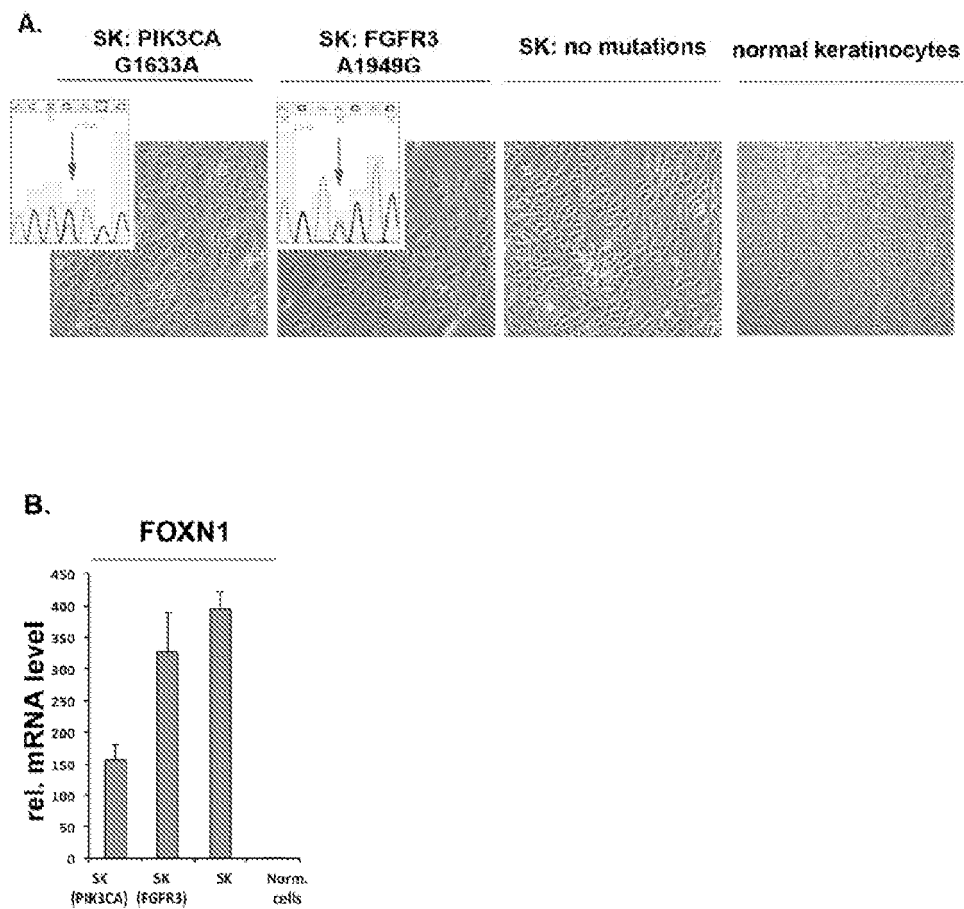 A.
SK: PIK3CA
G1633A
SK: FGFR3
A1949G
SK: no mutations
normal keratinocytes
B.
FOXN1
rel. mRNA level
450
400
350
300
250
200
150
100
50
0
SK
(PIK3CA)
SK
(FGFR3)
SK
Norm.
cells